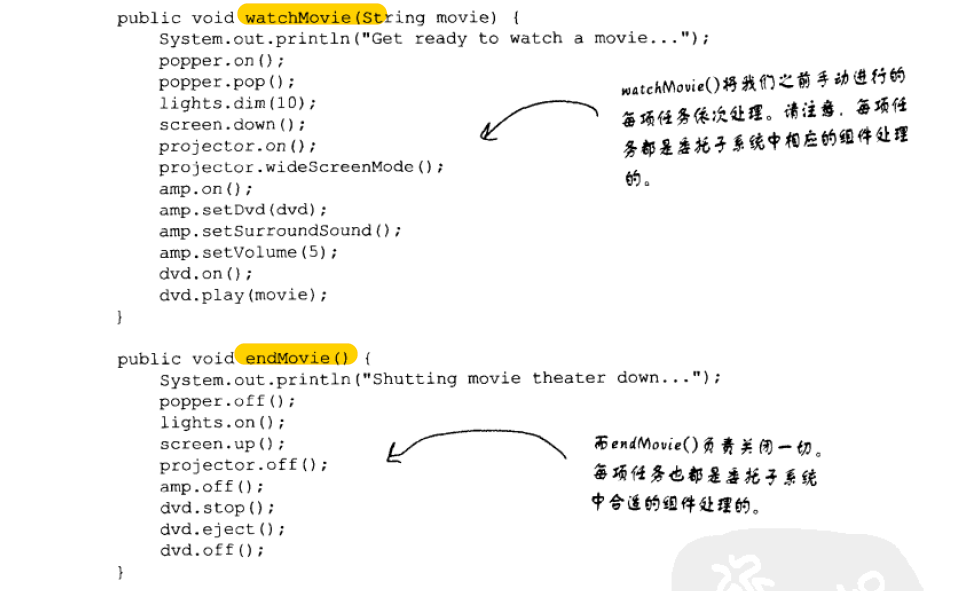 public void watchMovie(String movie) {
System.out.println("Get ready to watch a movie...");
popper.on();
popper.pop();
lights.dim(10);
screen.down();
projector.on();
projector.wideScreenMode();
amp.on();
amp.setDvd(dvd);
amp.setSurroundSound();
amp.setVolume(5);
dvd.on();
dvd.play(movie);
}
watchMovie()将我们之前手动进行的
每项任务依次处理。请注意，每项任
务都是委托子系统中相应的组件处理
的。
public void endMovie() {
System.out.println("Shutting movie theater down...");
popper.off();
lights.on();
screen.up();
projector.off();
amp.off();
dvd.stop();
dvd.eject();
dvd.off();
}
而endMovie()负责关闭一切。
每项任务也都是委托子系统
中合适的组件处理的。